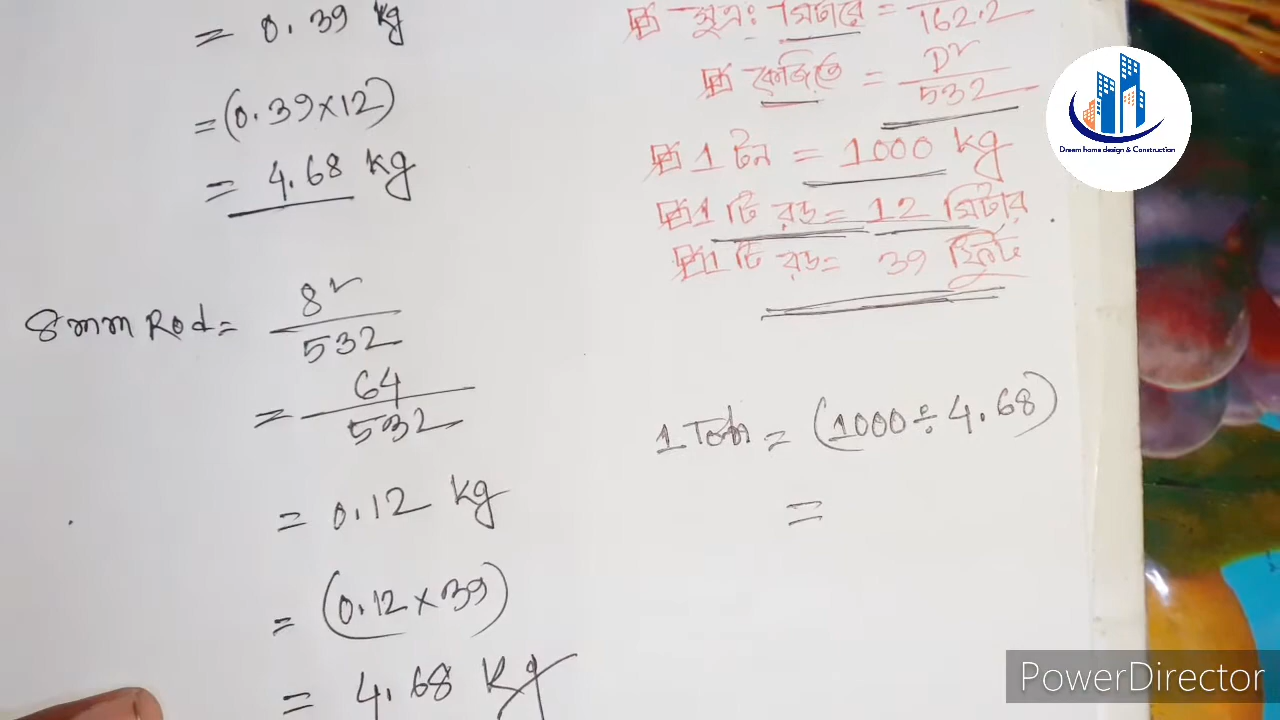 = 0.39 kg
= (0.39×12)
= 4.68 kg
8mm Rod = 8²/532
= 64/532
= 0.12 kg
= (0.12×39)
= 4.68 kg
সুত্র: মিটারে = /162.2
কেজিতে = D²/532
1 টন = 1000 kg
1 টি রড = 12 মিটার
1 টি রড = 39 ফিট
1 Ton = (1000÷4.68)
=
Dreem home design & Construction
PowerDirector